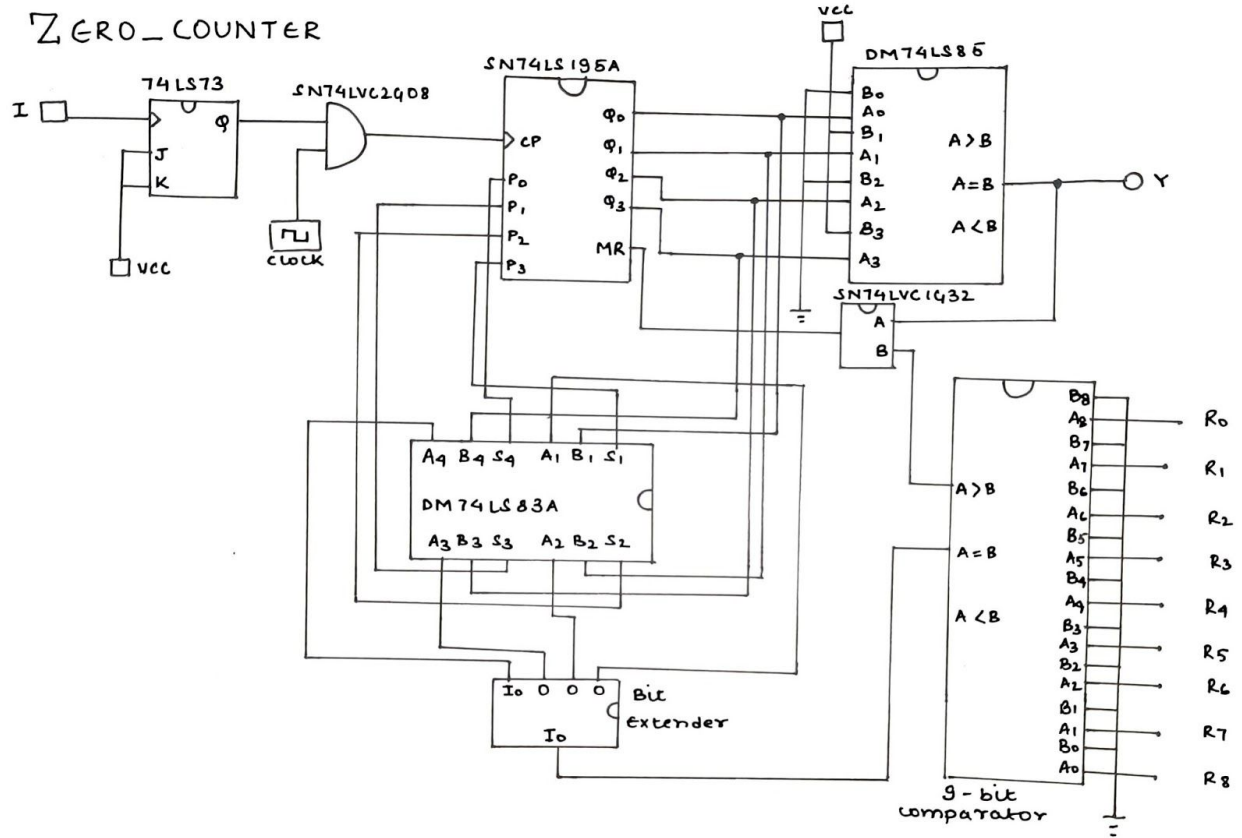 ZERO_COUNTER
I
74LS73
Q
J
K
VCC
SN74LVC2G08
CLOCK
SN74LS195A
CP
P0
P1
P2
P3
Q0
Q1
Q2
Q3
MR
VCC
DM74LS85
B0
A0
B1
A1
B2
A2
B3
A3
A>B
A=B
A<B
Y
SN74LVC1G32
A
B
A4 B4 S4 A1 B1 S1
DM74LS83A
A3 B3 S3 A2 B2 S2
I0 0 0 0
I0
Bit
extender
A>B
A=B
A<B
B8
A8
B7
A7
B6
A6
B5
A5
B4
A4
B3
A3
B2
A2
B1
A1
B0
A0
R0
R1
R2
R3
R4
R5
R6
R7
R8
9-bit
comparator